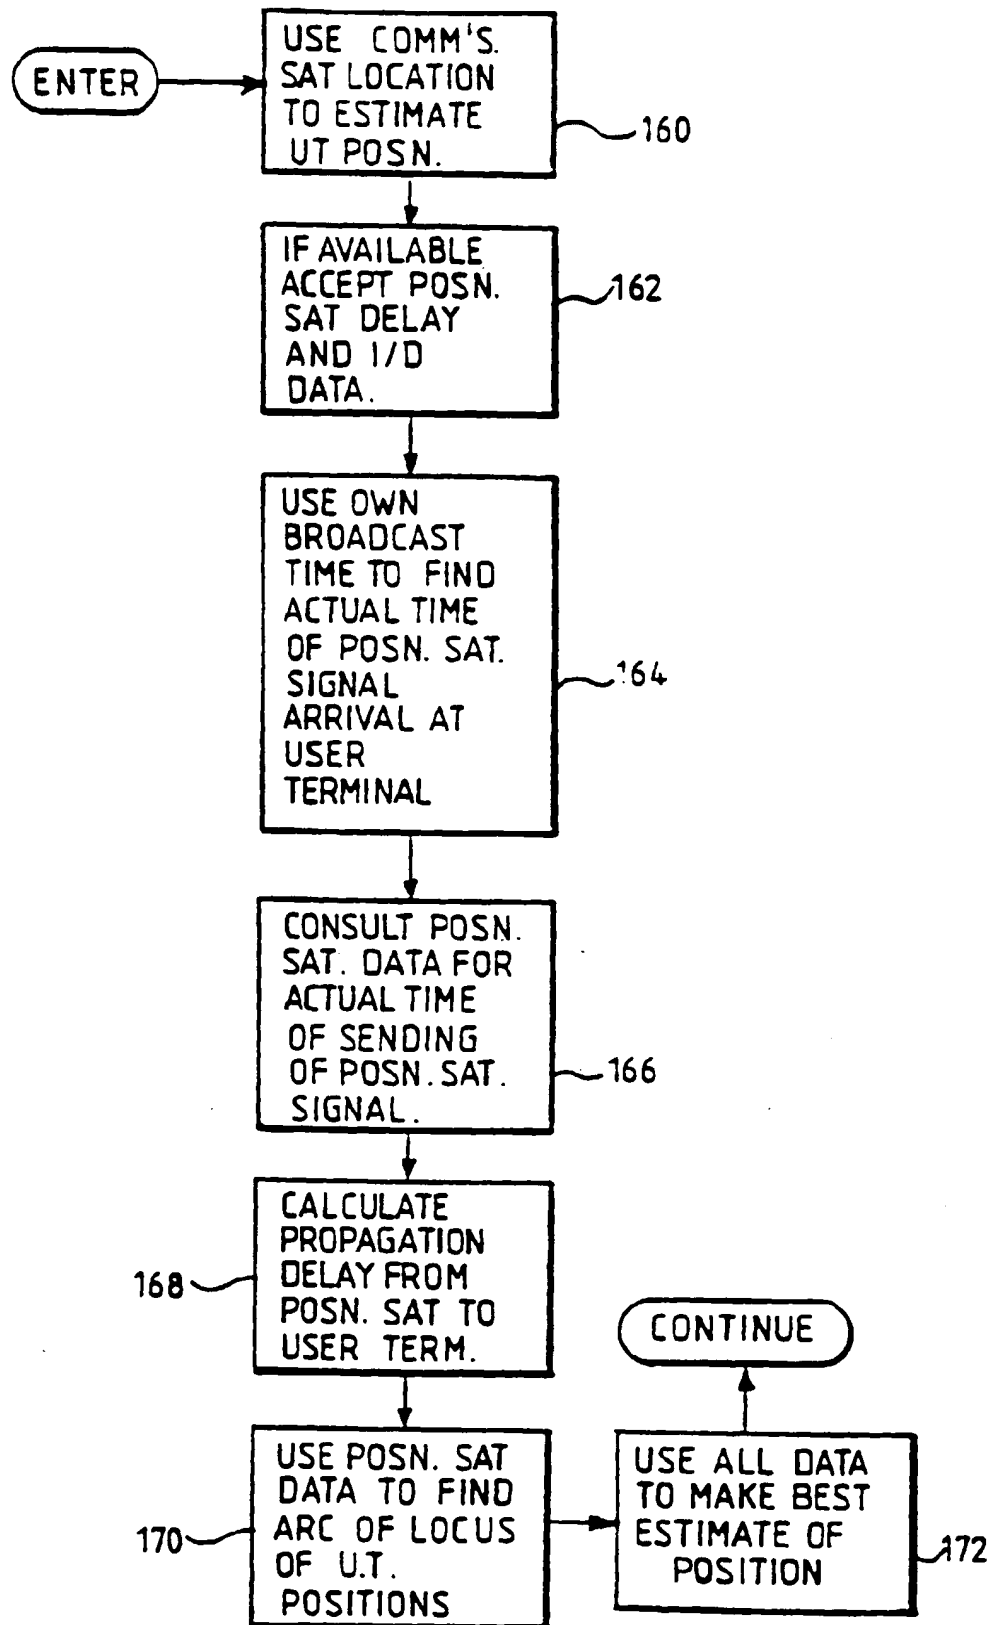 ENTER
USE COMM'S.
SAT LOCATION
TO ESTIMATE
UT POSN.
160
IF AVAILABLE
ACCEPT POSN.
SAT DELAY
AND I/D
DATA.
162
USE OWN
BROADCAST
TIME TO FIND
ACTUAL TIME
OF POSN. SAT.
SIGNAL
ARRIVAL AT
USER
TERMINAL
164
CONSULT POSN.
SAT. DATA FOR
ACTUAL TIME
OF SENDING
OF POSN. SAT.
SIGNAL.
166
CALCULATE
PROPAGATION
DELAY FROM
POSN. SAT TO
USER TERM.
168
USE POSN. SAT
DATA TO FIND
ARC OF LOCUS
OF U.T.
POSITIONS
170
USE ALL DATA
TO MAKE BEST
ESTIMATE OF
POSITION
172
CONTINUE